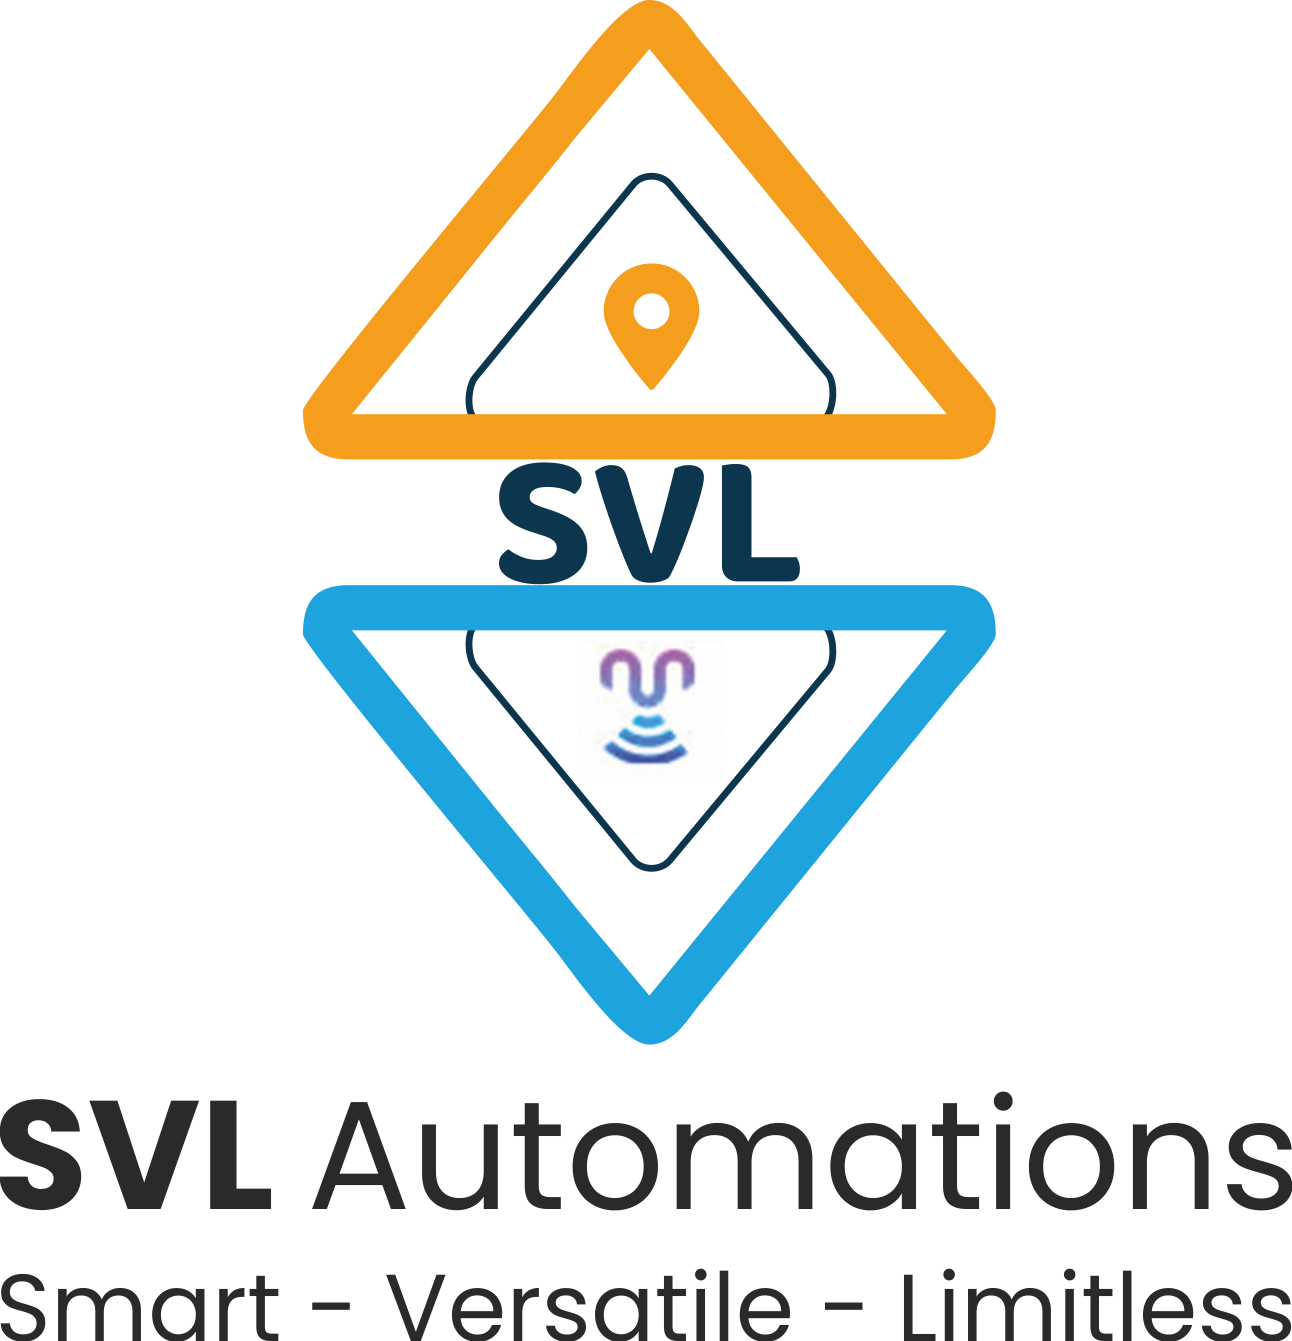 SVL
SVL Automations
Smart - Versatile - Limitless